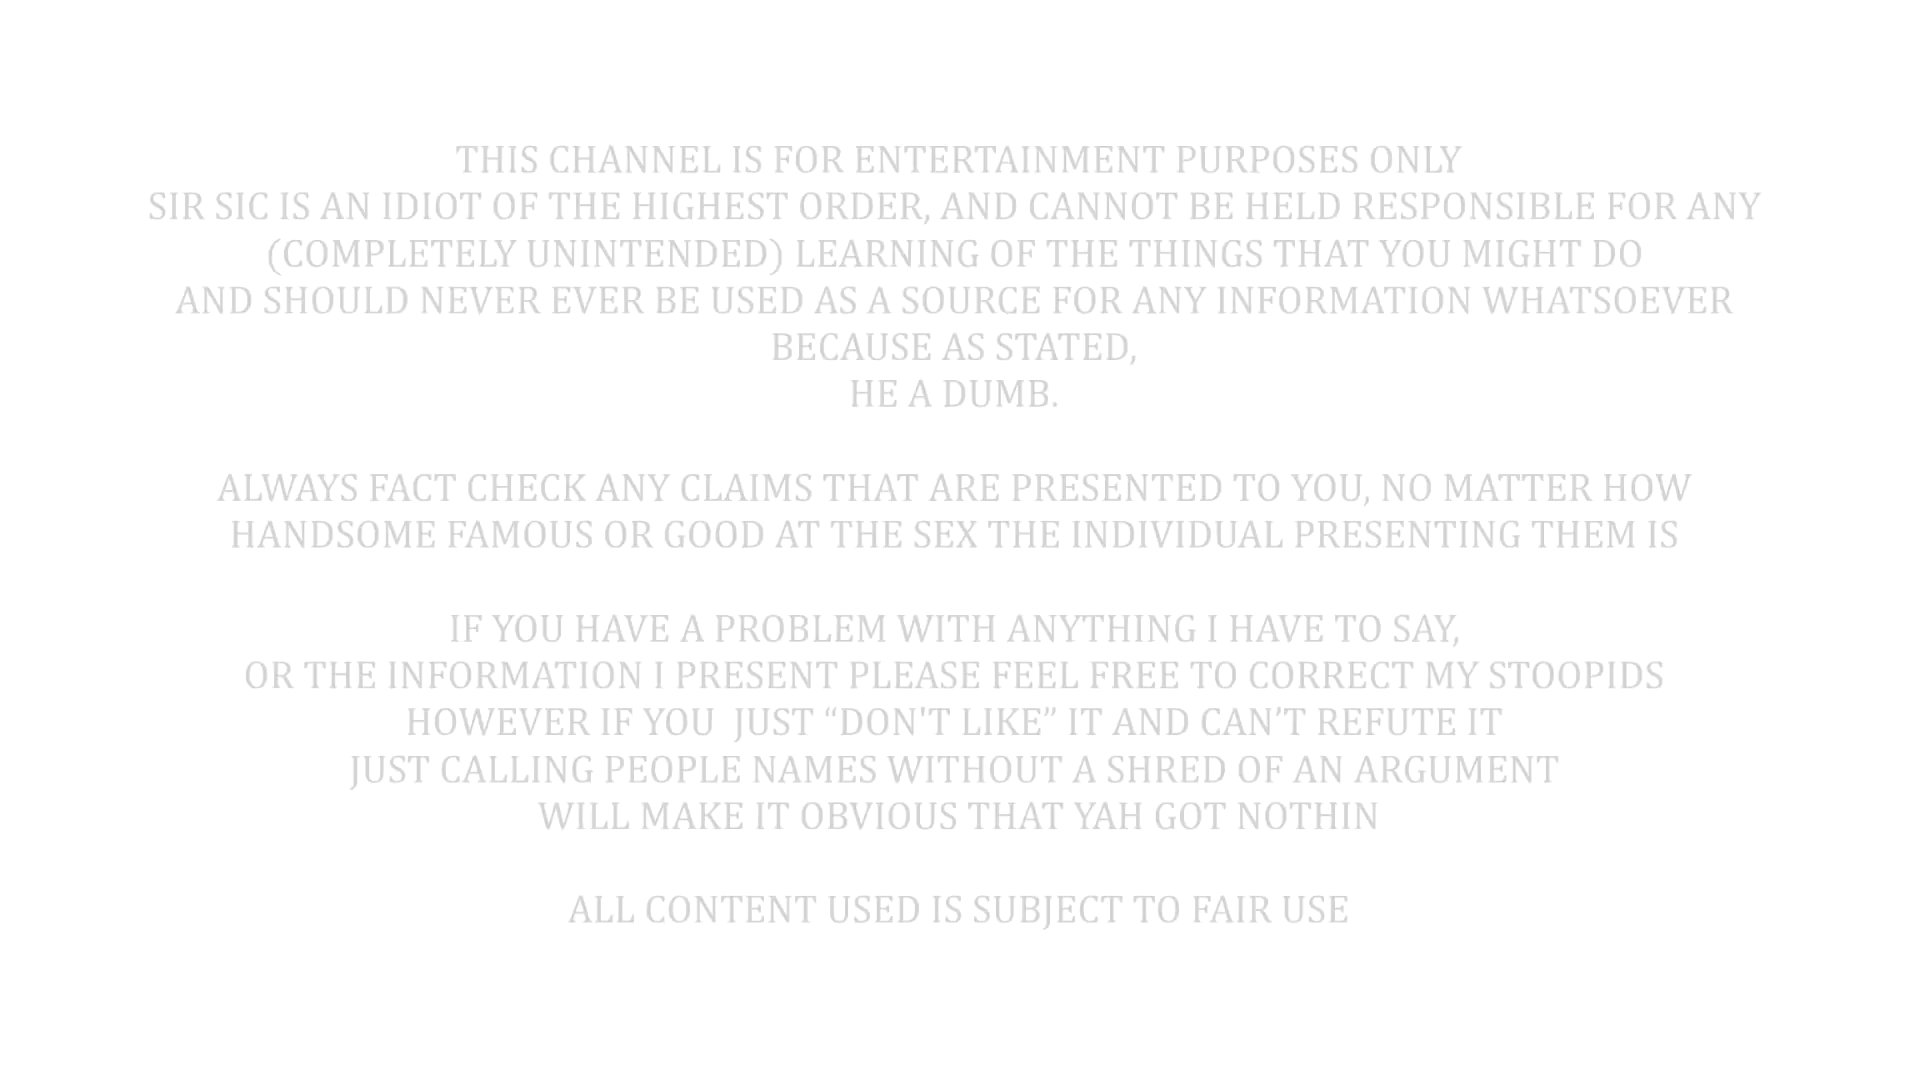 THIS CHANNEL IS FOR ENTERTAINMENT PURPOSES ONLY
SIR SIC IS AN IDIOT OF THE HIGHEST ORDER, AND CANNOT BE HELD RESPONSIBLE FOR ANY
(COMPLETELY UNINTENDED) LEARNING OF THE THINGS THAT YOU MIGHT DO
AND SHOULD NEVER EVER BE USED AS A SOURCE FOR ANY INFORMATION WHATSOEVER
BECAUSE AS STATED,
HE A DUMB.
ALWAYS FACT CHECK ANY CLAIMS THAT ARE PRESENTED TO YOU, NO MATTER HOW
HANDSOME FAMOUS OR GOOD AT THE SEX THE INDIVIDUAL PRESENTING THEM IS
IF YOU HAVE A PROBLEM WITH ANYTHING I HAVE TO SAY,
OR THE INFORMATION I PRESENT PLEASE FEEL FREE TO CORRECT MY STOOPIDS
HOWEVER IF YOU  JUST “DON'T LIKE” IT AND CAN’T REFUTE IT
JUST CALLING PEOPLE NAMES WITHOUT A SHRED OF AN ARGUMENT
WILL MAKE IT OBVIOUS THAT YAH GOT NOTHIN
ALL CONTENT USED IS SUBJECT TO FAIR USE